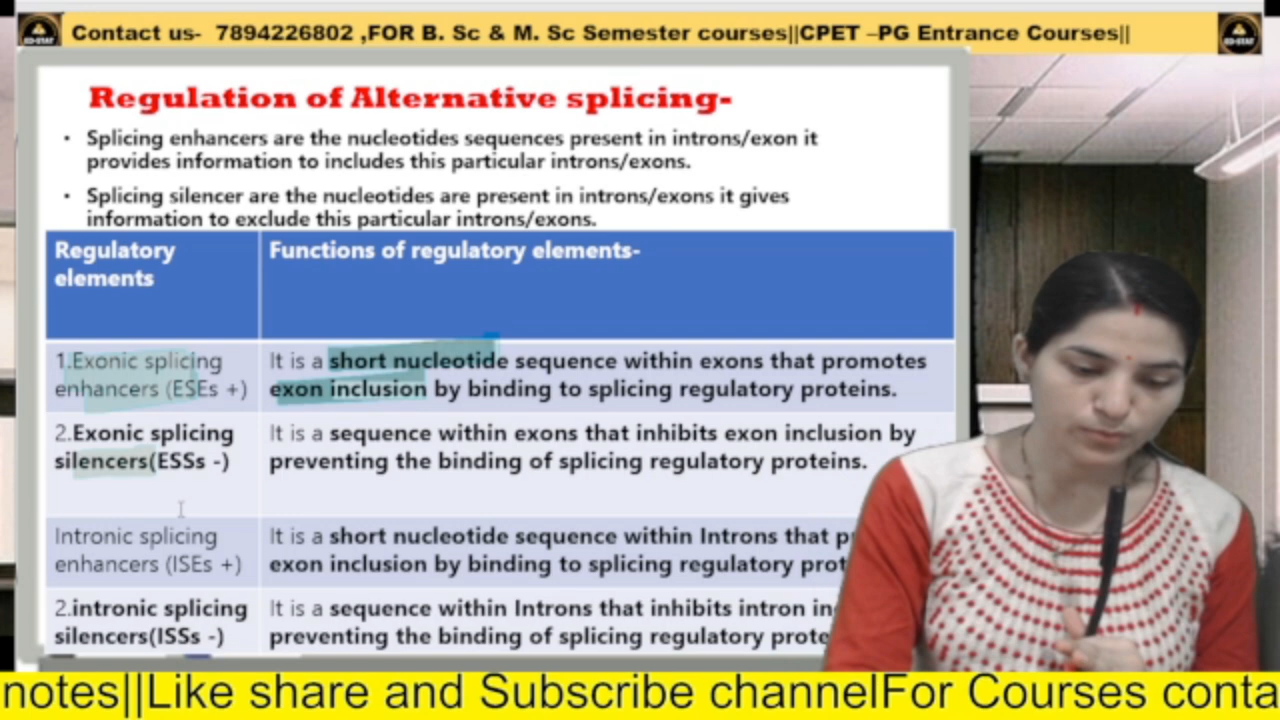 Contact us- 7894226802 ,FOR B. Sc & M. Sc Semester courses||CPET –PG Entrance Courses||
Regulation of Alternative splicing-
• Splicing enhancers are the nucleotides sequences present in introns/exon it
provides information to includes this particular introns/exons.
• Splicing silencer are the nucleotides are present in introns/exons it gives
information to exclude this particular introns/exons.
Regulatory
elements
Functions of regulatory elements-
1.Exonic splicing
enhancers (ESEs +)
It is a short nucleotide sequence within exons that promotes
exon inclusion by binding to splicing regulatory proteins.
2.Exonic splicing
silencers(ESSs -)
It is a sequence within exons that inhibits exon inclusion by
preventing the binding of splicing regulatory proteins.
Intronic splicing
enhancers (ISEs +)
It is a short nucleotide sequence within Introns that
exon inclusion by binding to splicing regulatory
2.intronic splicing
silencers(ISSs -)
It is a sequence within Introns that inhibits intron
preventing the binding of splicing regulatory
notes||Like share and Subscribe channelFor Courses conta